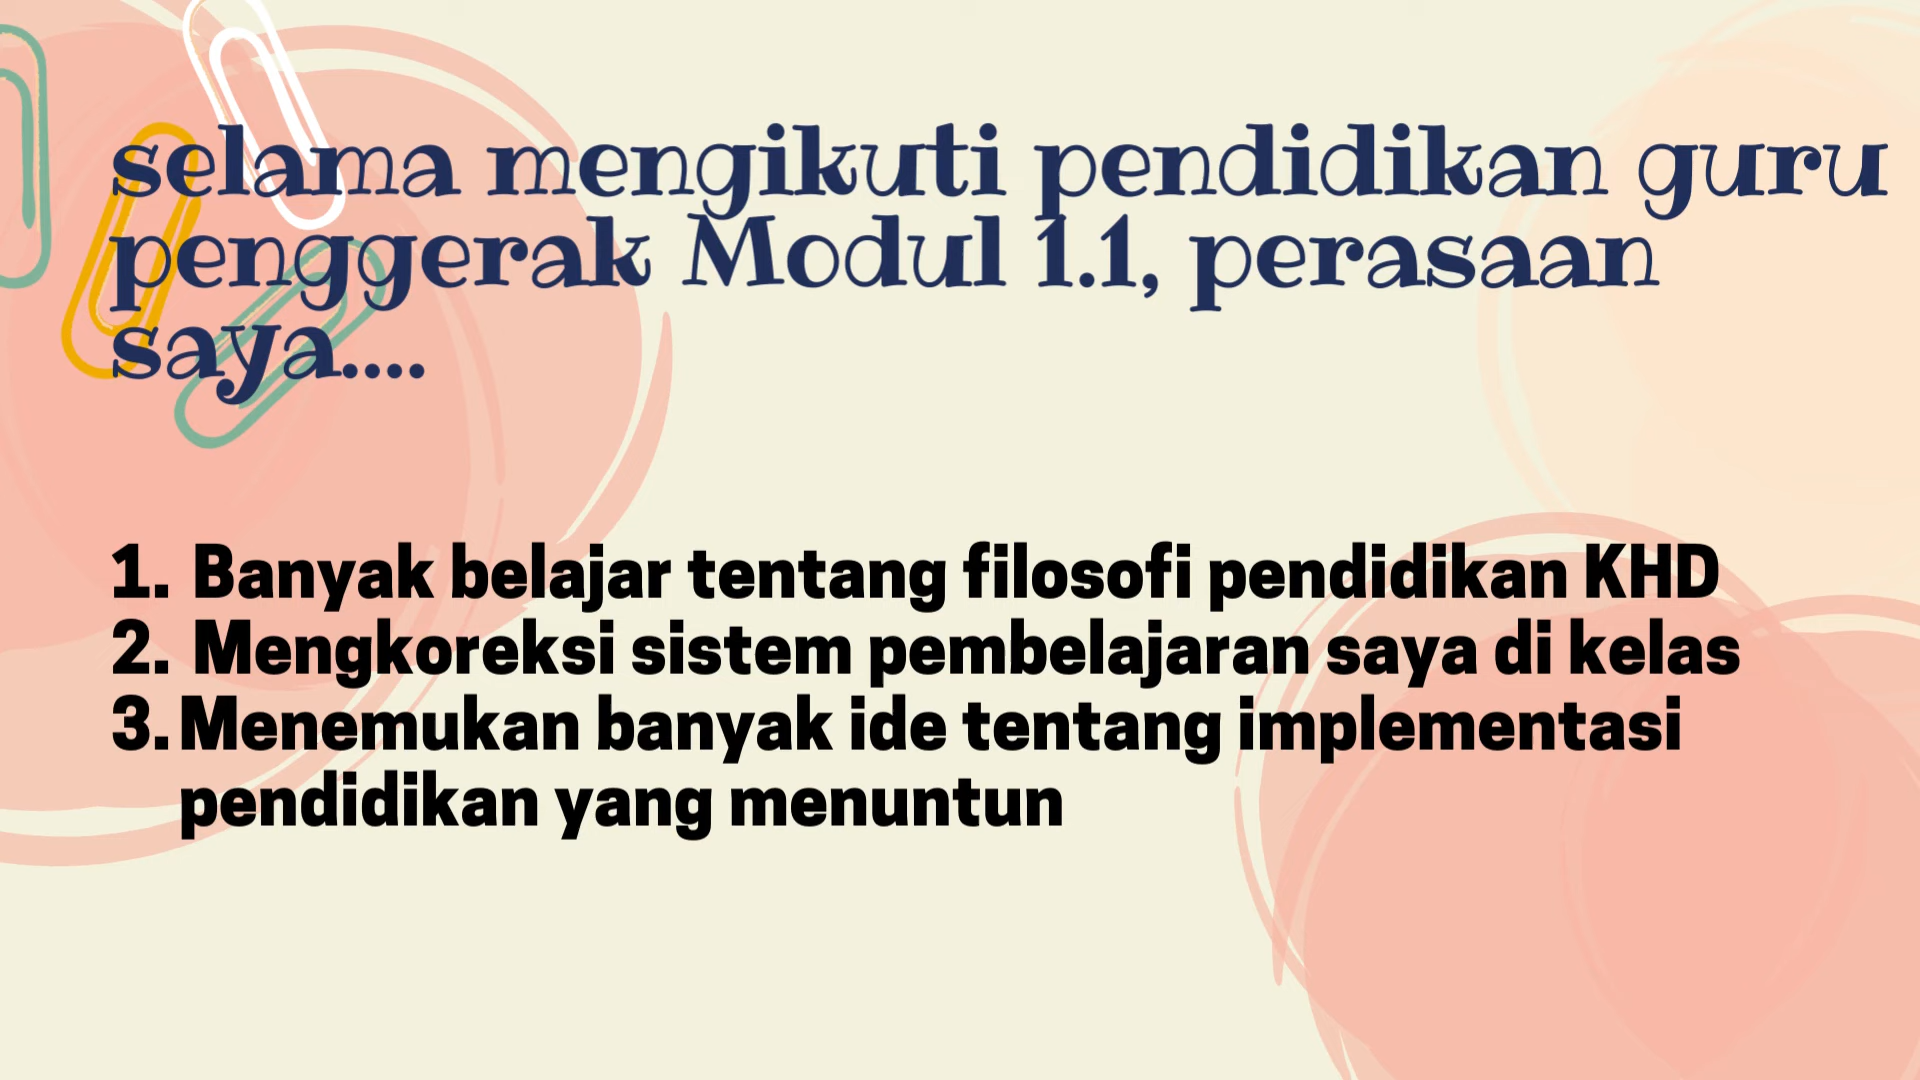 selama mengikuti pendidikan guru
penggerak Modul 1.1, perasaan
saya....
1. Banyak belajar tentang filosofi pendidikan KHD
2. Mengkoreksi sistem pembelajaran saya di kelas
3. Menemukan banyak ide tentang implementasi
pendidikan yang menuntun